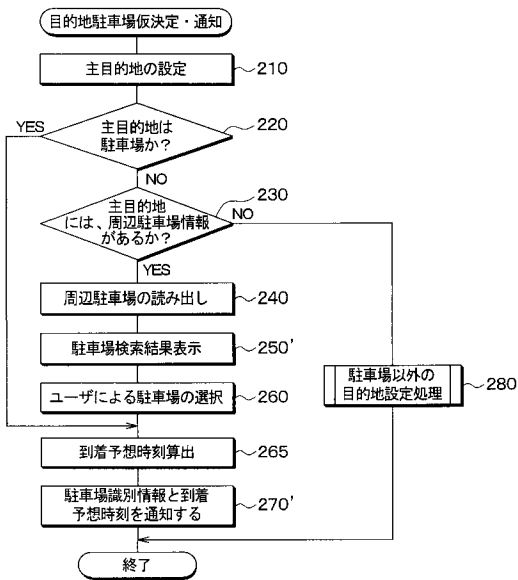 目的地駐車場仮決定・通知
主目的地の設定
210
YES
主目的地は
駐車場か?
220
NO
230
主目的地
には、周辺駐車場情報
があるか?
NO
YES
周辺駐車場の読み出し
240
駐車場検索結果表示
250'
駐車場以外の
目的地設定処理
280
ユーザによる駐車場の選択
260
到着予想時刻算出
265
駐車場識別情報と到着
予想時刻を通知する
270'
終了